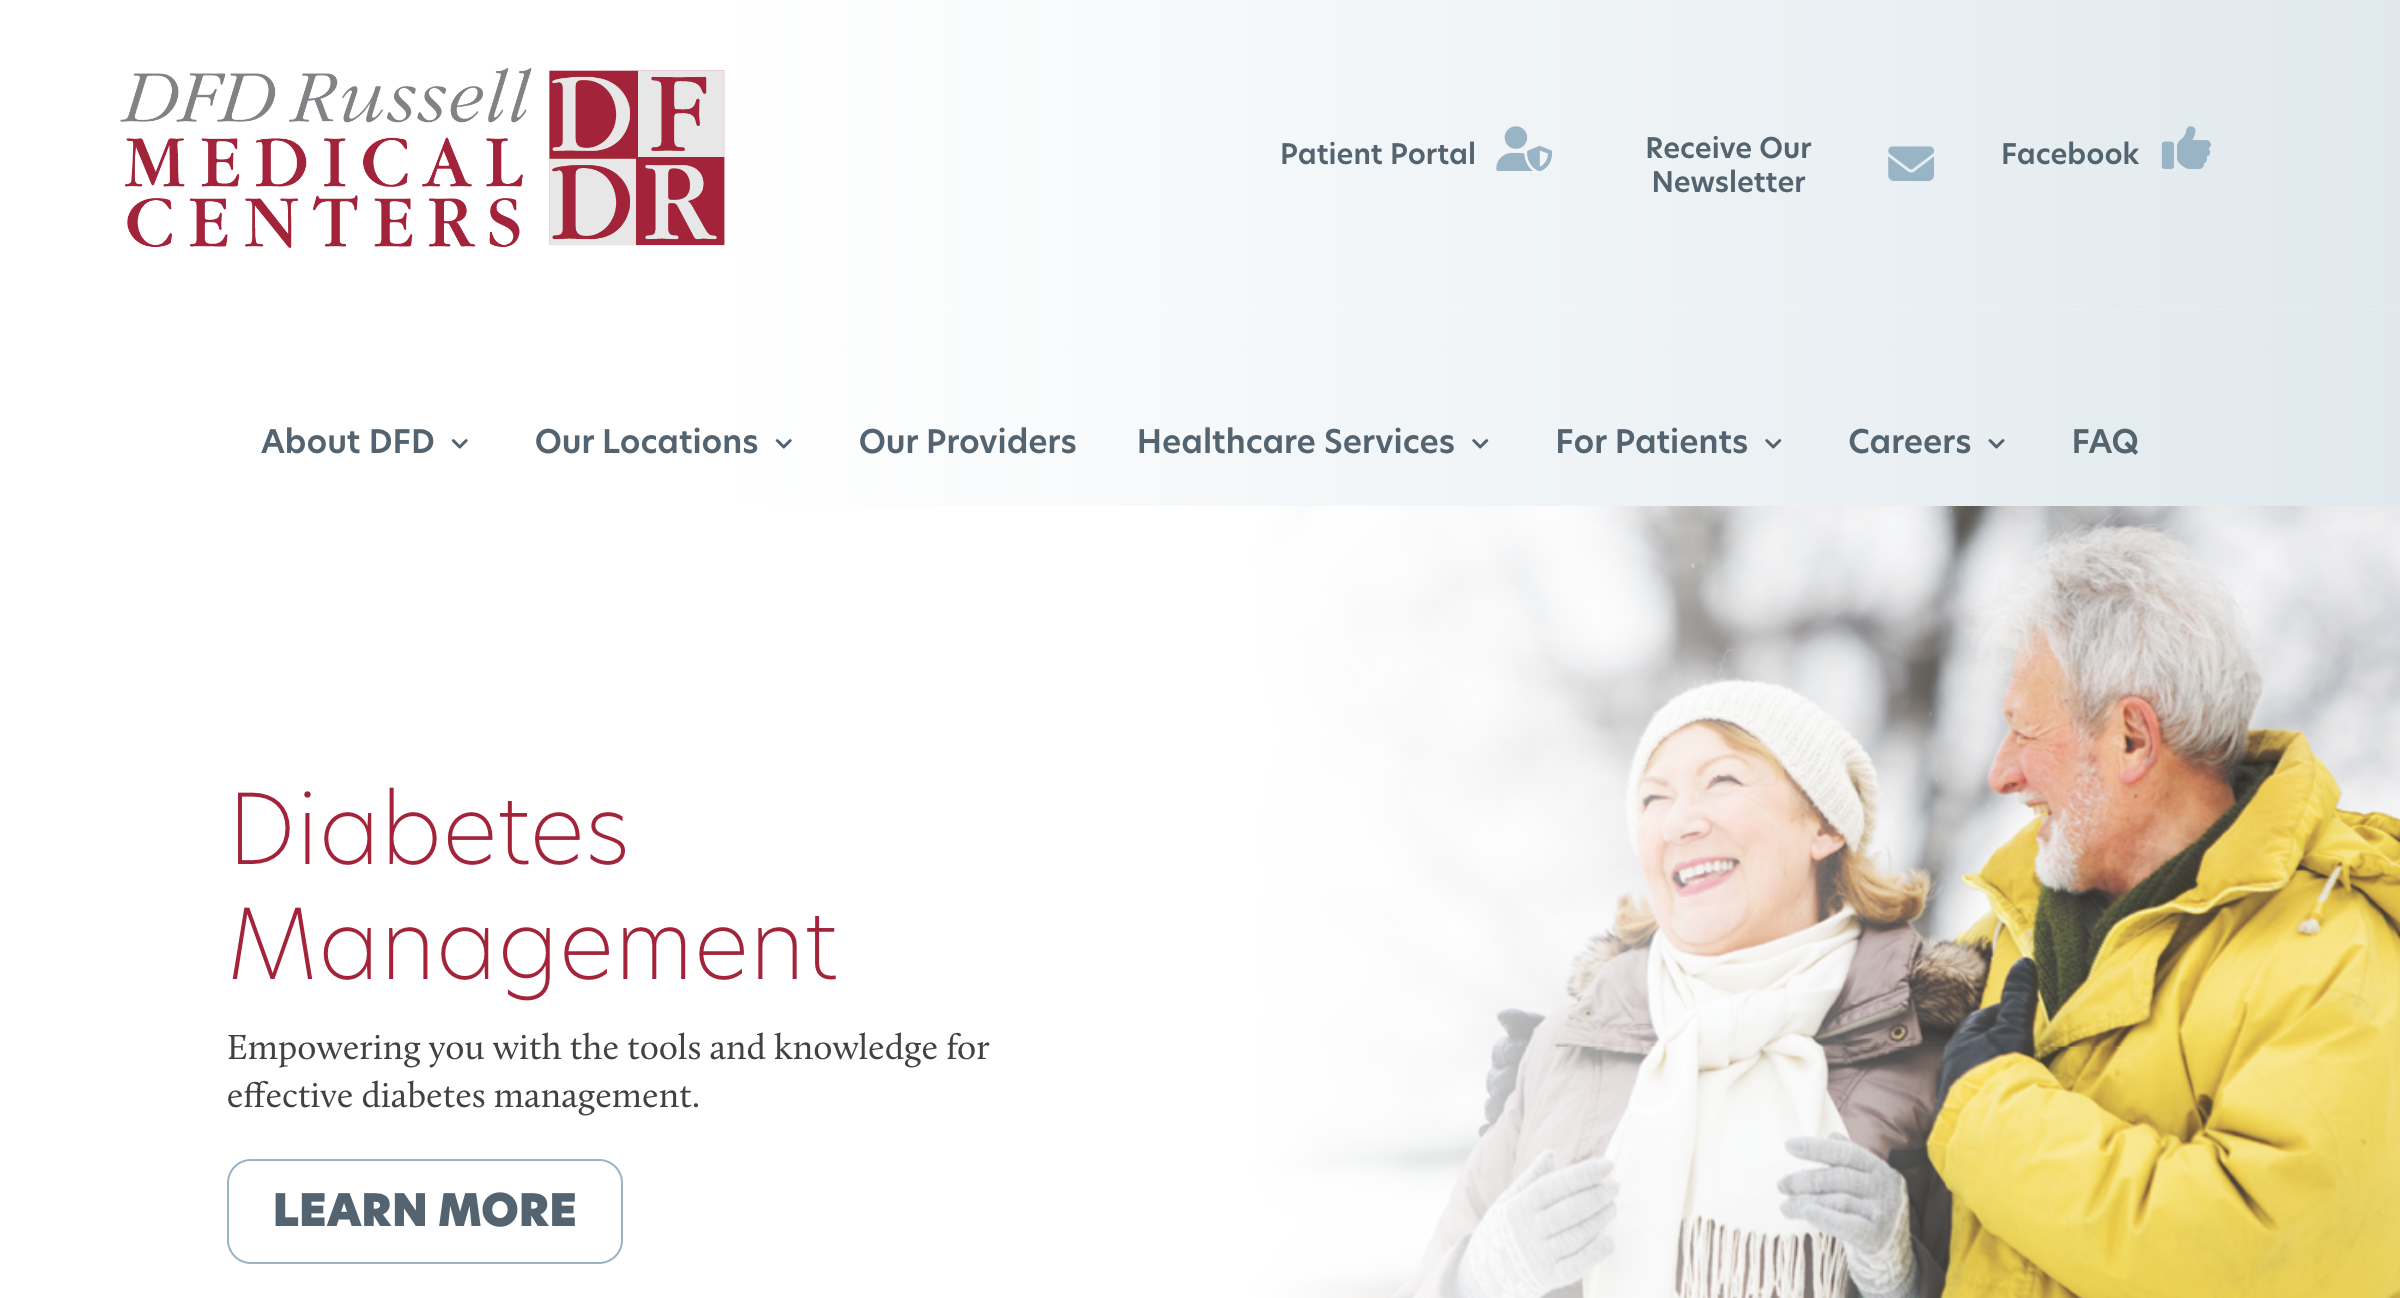 DFD Russell
MEDICAL
CENTERS
DF
DR
Patient Portal
Receive Our
Newsletter
Facebook
About DFD
Our Locations
Our Providers
Healthcare Services
For Patients
Careers
FAQ
Diabetes
Management
Empowering you with the tools and knowledge for
effective diabetes management.
LEARN MORE